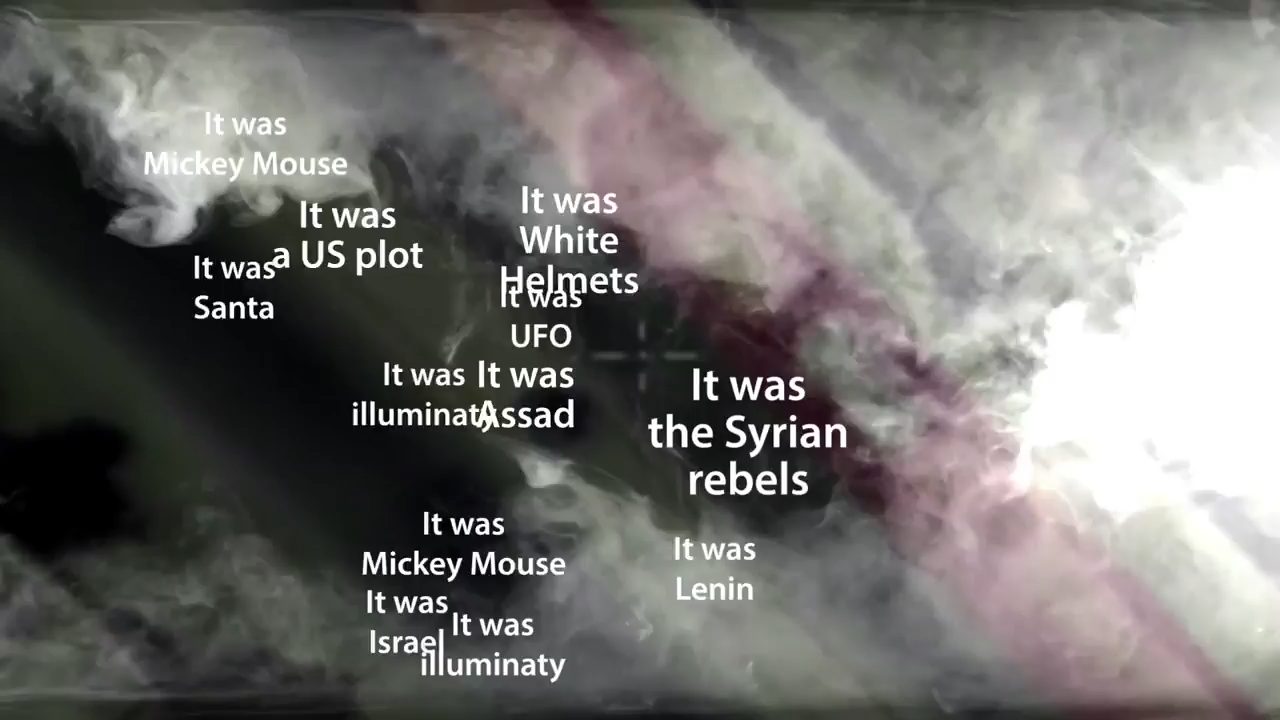 It was
Mickey Mouse
It was
a US plot
It was
Santa
It was
White
Helmets
It was
UFO
It was
illuminaty
It was
Assad
It was
the Syrian
rebels
It was
Mickey Mouse
It was
Lenin
It was
Israel
It was
illuminaty